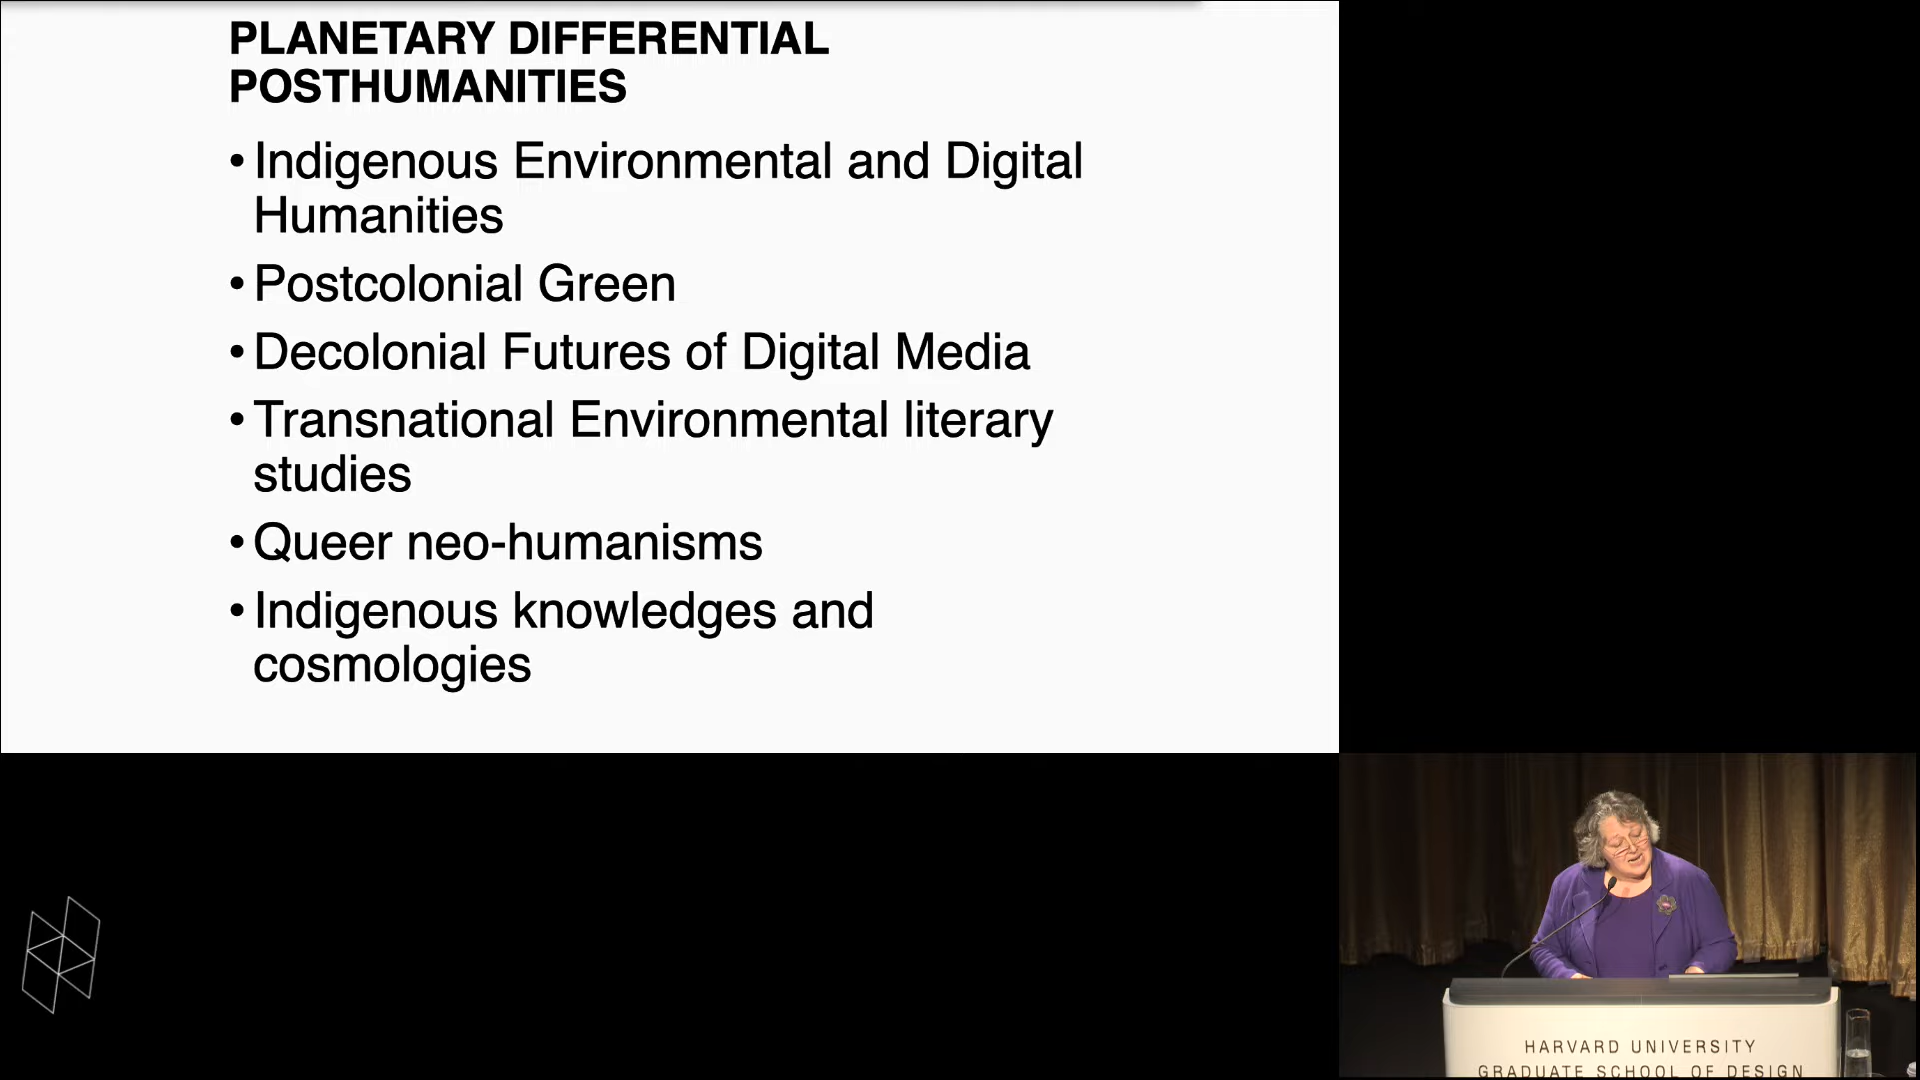 PLANETARY DIFFERENTIAL
POSTHUMANITIES
• Indigenous Environmental and Digital
Humanities
• Postcolonial Green
• Decolonial Futures of Digital Media
• Transnational Environmental literary
studies
• Queer neo-humanisms
• Indigenous knowledges and
cosmologies
HARVARD UNIVERSITY
GRADUATE SCHOOL OF DESIGN